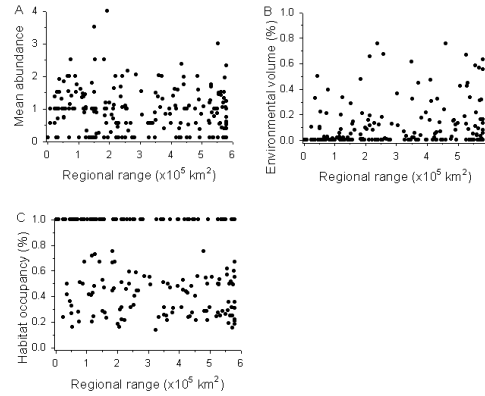 A
Mean abundance
4
3
2
1
0
0 1 2 3 4 5 6
Regional range (x10⁵ km²)
B
Environmental volume (%)
1.0
0.8
0.6
0.4
0.2
0.0
0 1 2 3 4 5
Regional range (x10⁵ km²)
C
Habitat occupancy (%)
1.0
0.8
0.6
0.4
0.2
0.0
0 1 2 3 4 5 6
Regional range (x10⁵ km²)